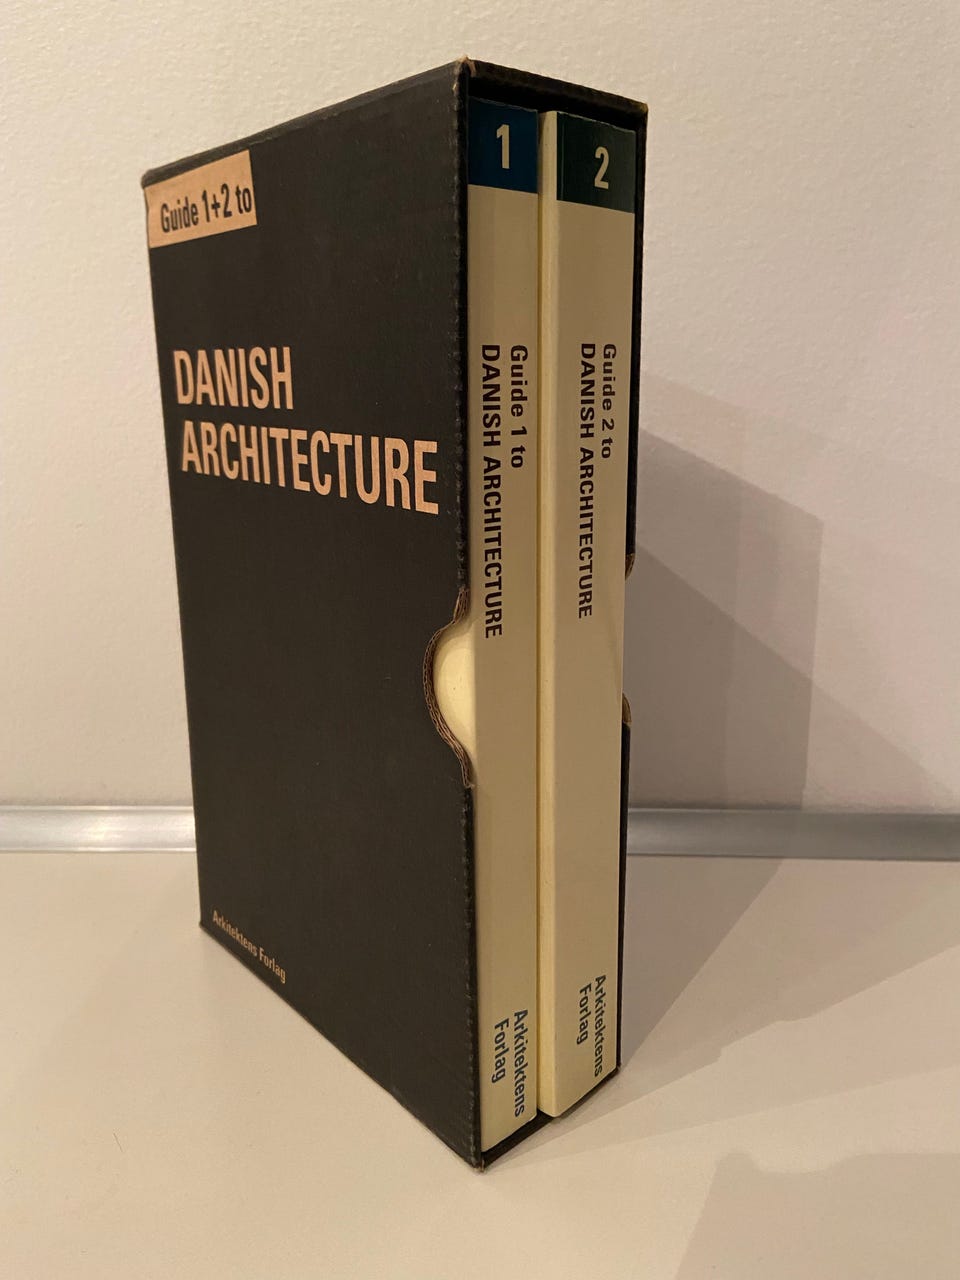 Guide 1+2 to
DANISH
ARCHITECTURE
Arkitektens Forlag
1
Guide 1 to
DANISH ARCHITECTURE
Arkitektens
Forlag
2
Guide 2 to
DANISH ARCHITECTURE
Arkitektens
Forlag